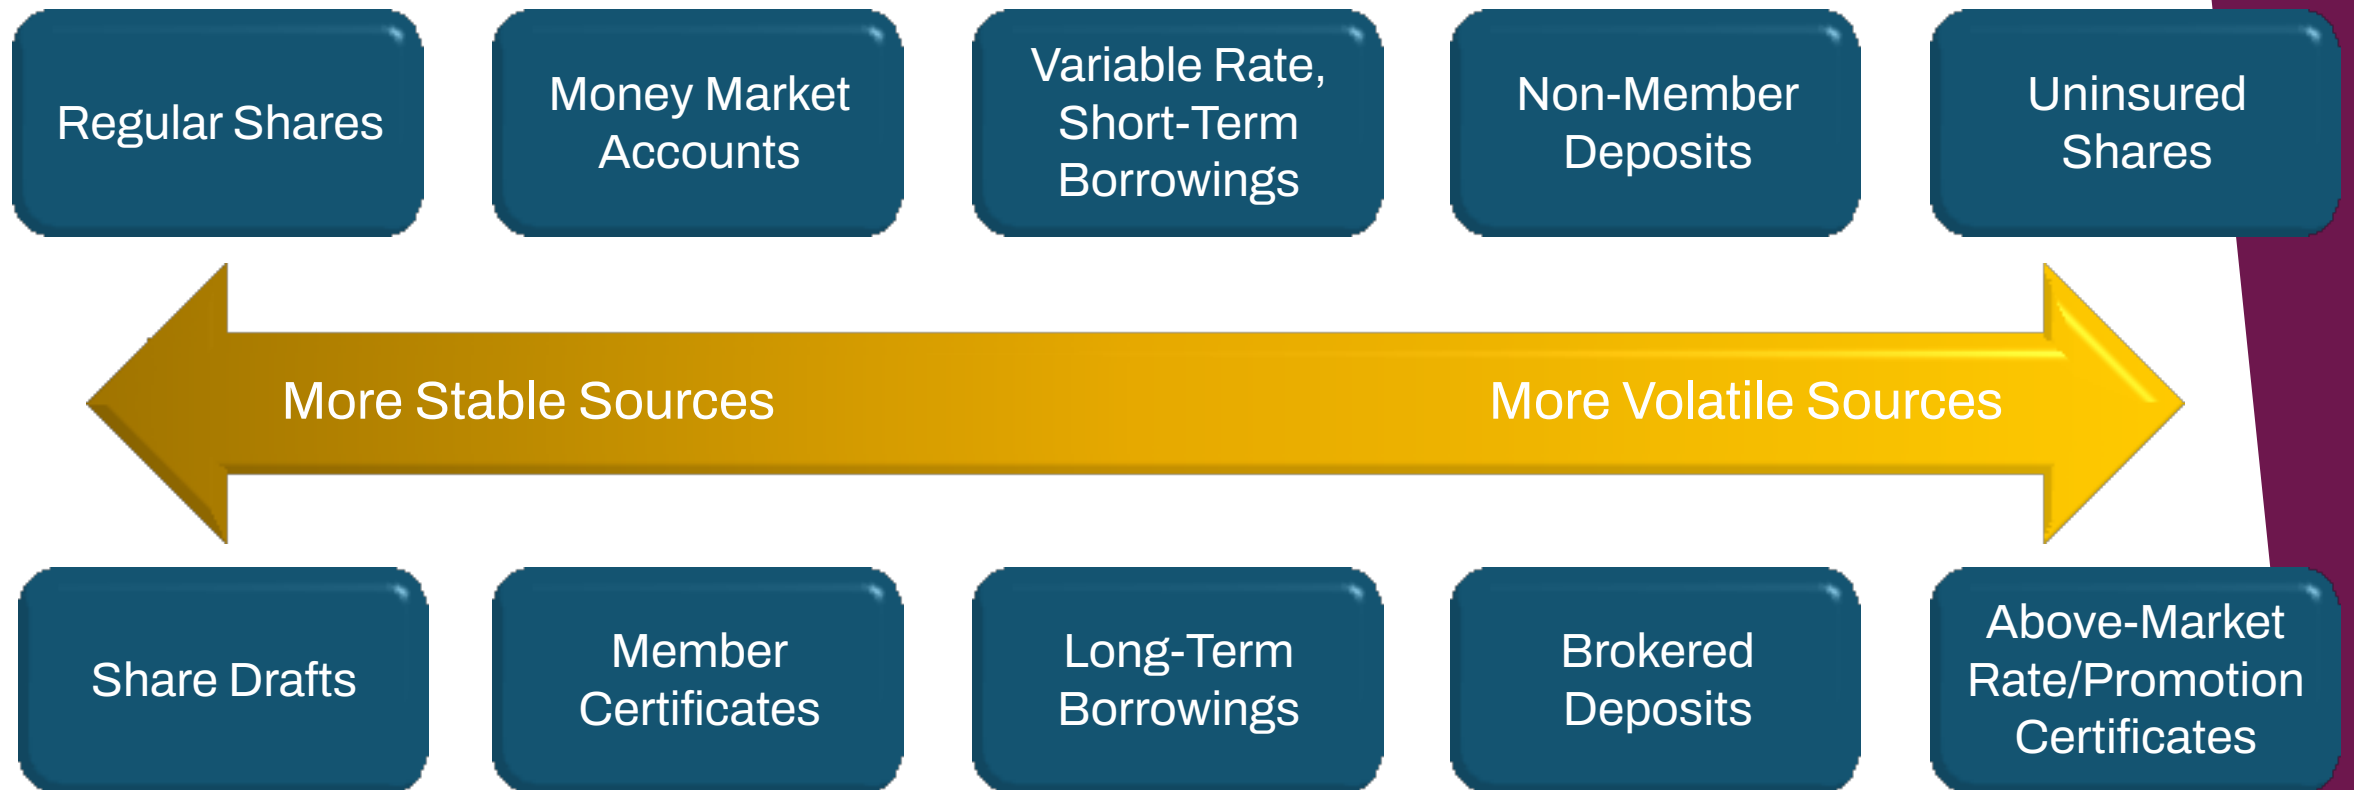 Regular Shares
Money Market
Accounts
Variable Rate,
Short-Term
Borrowings
Non-Member
Deposits
Uninsured
Shares
More Stable Sources
More Volatile Sources
Share Drafts
Member
Certificates
Long-Term
Borrowings
Brokered
Deposits
Above-Market
Rate/Promotion
Certificates